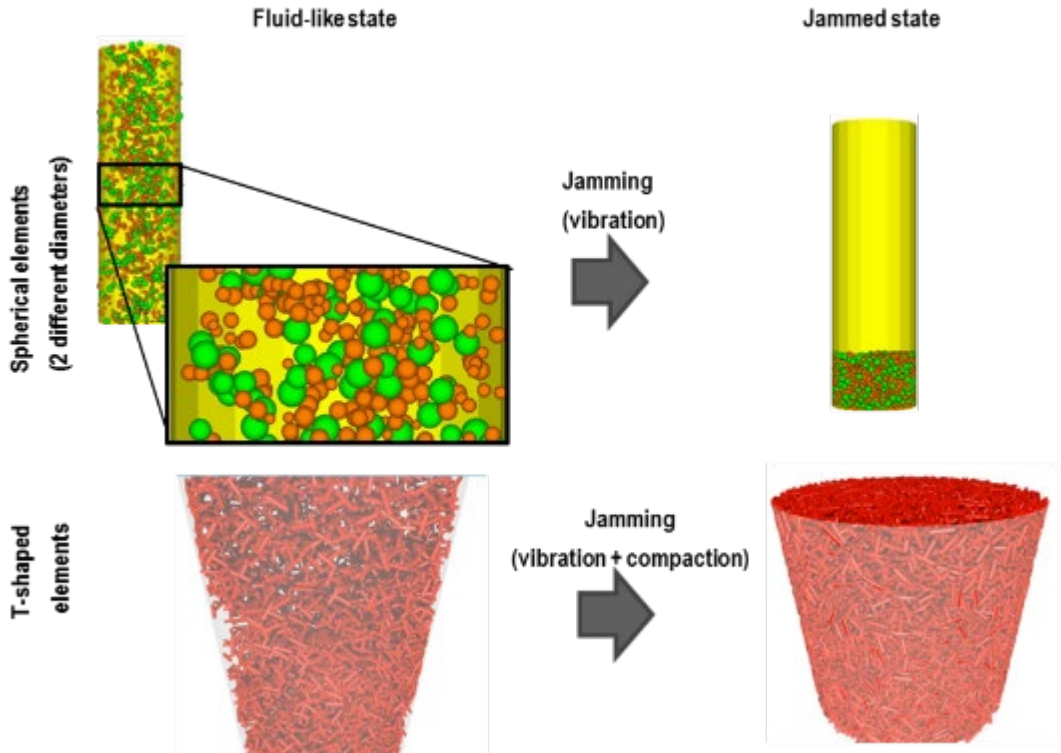 Fluid-like state
Jammed state
Spherical elements
(2 different diameters)
Jamming
(vibration)
T-shaped
elements
Jamming
(vibration + compaction)